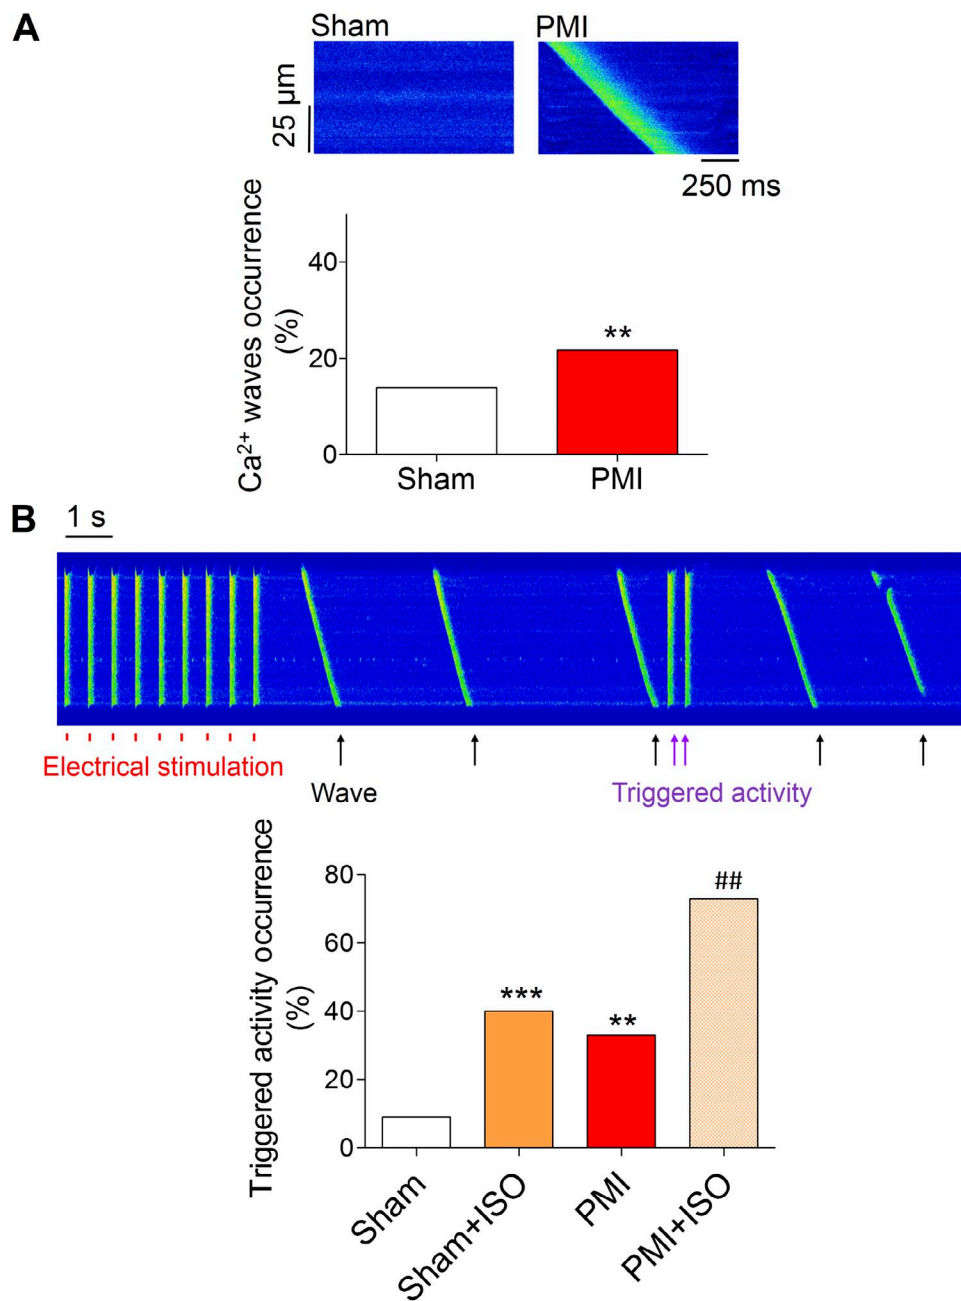 A
Sham
PMI
25 µm
250 ms
Ca²⁺ waves occurrence
(%)
40
20
0
**
Sham
PMI
B
1 s
Electrical stimulation
Wave
Triggered activity
Triggered activity occurrence
(%)
80
60
40
20
0
***
**
##
Sham
Sham+ISO
PMI
PMI+ISO